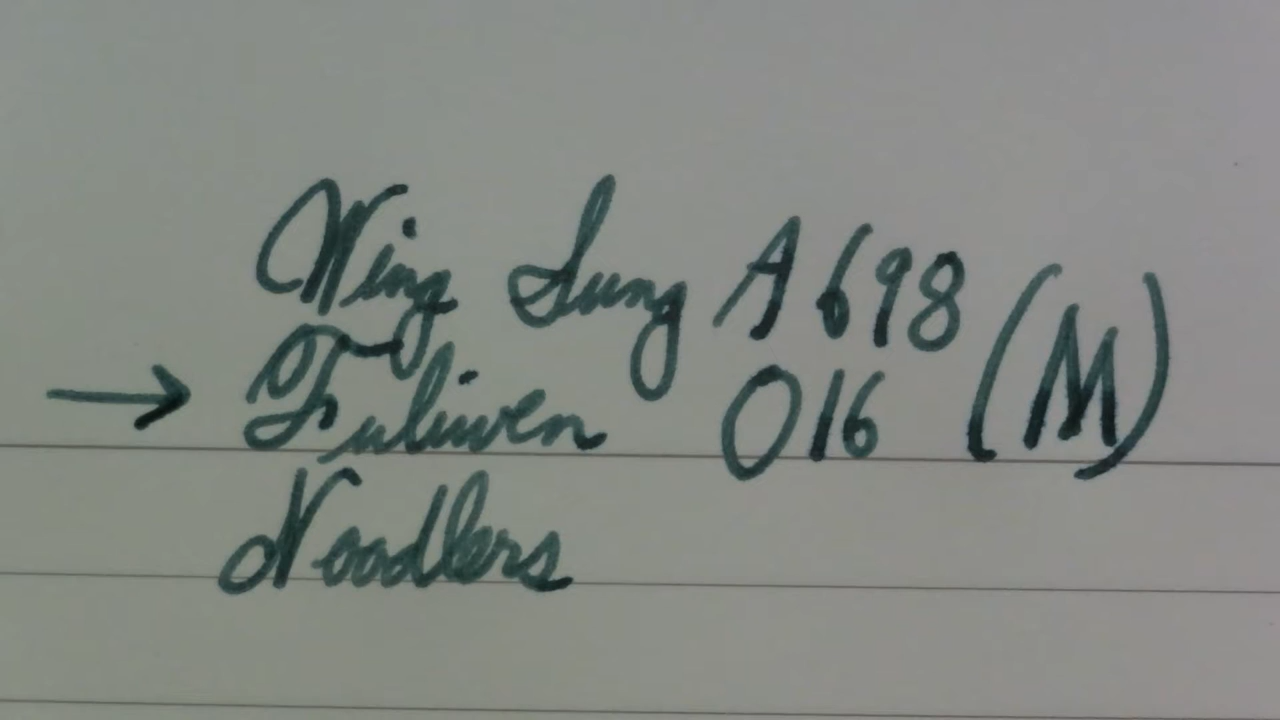 Wing Sung A698
→ Fuliwen 016 (M)
Noodlers